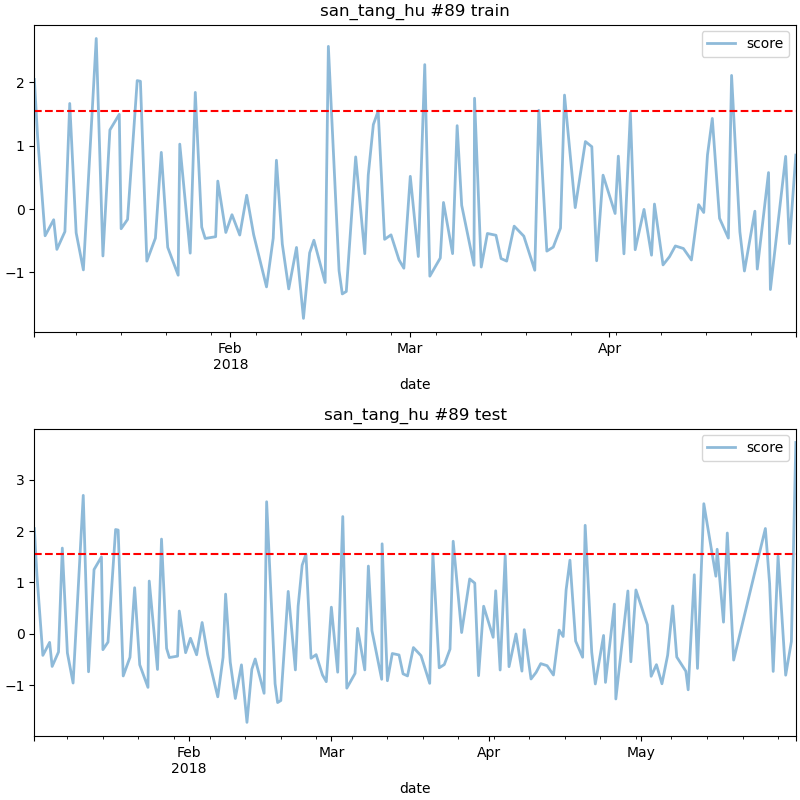 san_tang_hu #89 train
score
2
1
0
−1
Feb
2018
Mar
Apr
date
san_tang_hu #89 test
score
3
2
1
0
−1
Feb
2018
Mar
Apr
May
date